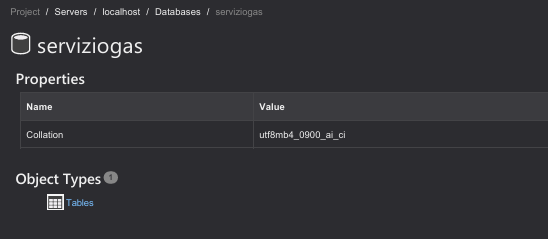 Project / Servers / localhost / Databases / serviziogas
serviziogas
Properties
Name Value
Collation utf8mb4_0900_ai_ci
Object Types 1
Tables